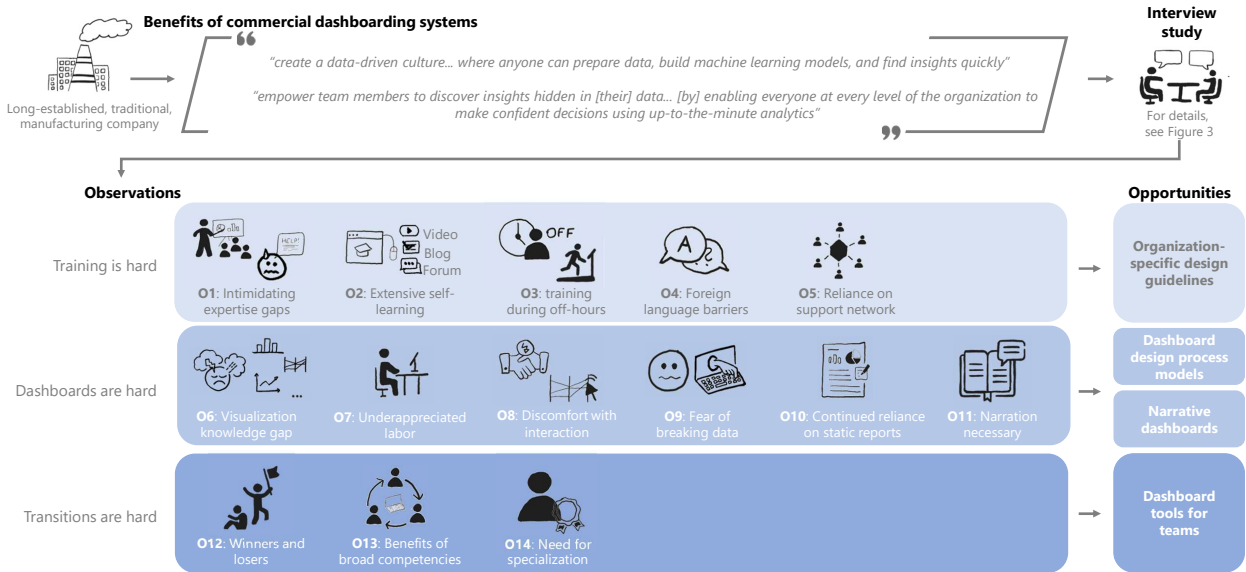 Benefits of commercial dashboarding systems
Interview
study
“
“create a data-driven culture... where anyone can prepare data, build machine learning models, and find insights quickly”
“empower team members to discover insights hidden in [their] data... [by] enabling everyone at every level of the organization to
make confident decisions using up-to-the-minute analytics”
”
Long-established, traditional,
manufacturing company
For details,
see Figure 3
Observations
Opportunities
Training is hard
HELP!
Video
Blog
Forum
OFF
A
?
O1: Intimidating
expertise gaps
O2: Extensive self-
learning
O3: training
during off-hours
O4: Foreign
language barriers
O5: Reliance on
support network
Organization-
specific design
guidelines
Dashboards are hard
...
1
O6: Visualization
knowledge gap
O7: Underappreciated
labor
O8: Discomfort with
interaction
O9: Fear of
breaking data
O10: Continued reliance
on static reports
O11: Narration
necessary
Dashboard
design process
models
Narrative
dashboards
Transitions are hard
O12: Winners and
losers
O13: Benefits of
broad competencies
O14: Need for
specialization
Dashboard
tools for
teams